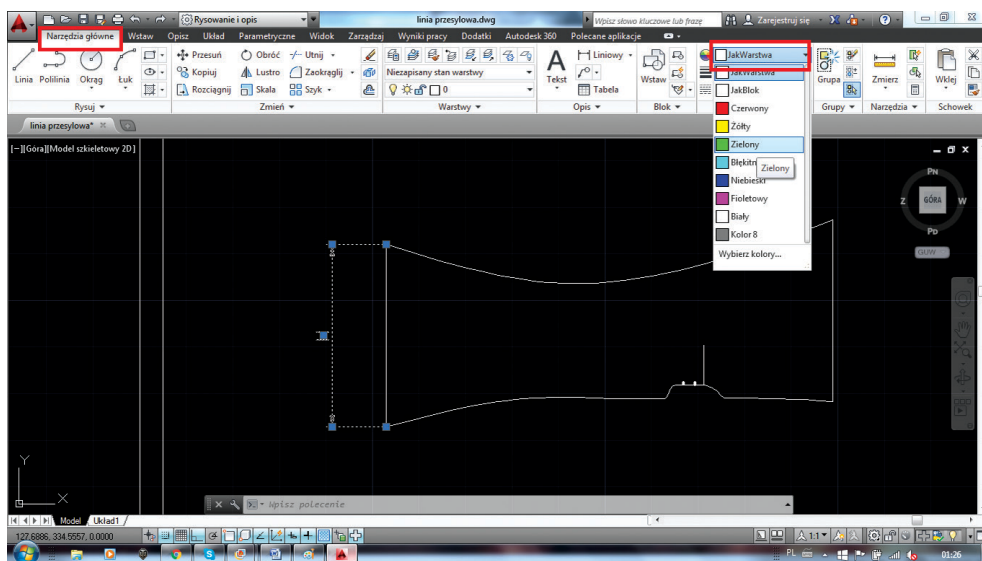 Rysowanie i opis
linia przesylowa.dwg
Wpisz słowo kluczowe lub frazę
Zarejestruj się
Narzędzia główne Wstaw Opisz Układ Parametryczne Widok Zarządzaj Wyniki pracy Dodatki Autodesk 360 Polecane aplikacje
Linia Polilinia Okrąg Łuk
Przesuń Obróć Utnij
Kopiuj Lustro Zaokrąglij
Rozciągnij Skala Szyk
Niezapisany stan warstwy
0
Tekst
Liniowy
Tabela
Wstaw
JakWarstwa
Grupa
Zmierz
Wklej
Rysuj Zmień Warstwy Opis Blok Grupy Narzędzia Schowek
JakWarstwa
JakBlok
Czerwony
Żółty
Zielony
Zielony
Niebieski
Fioletowy
Biały
Kolor 8
Wybierz kolory...
linia przesylowa*
[−][Góra][Model szkieletowy 2D]
PN
Z GÓRA W
PD
GUW
Y
X
Wpisz polecenie
Model Układ1
127.6886, 334.5557, 0.0000
1:1
PL
01:26